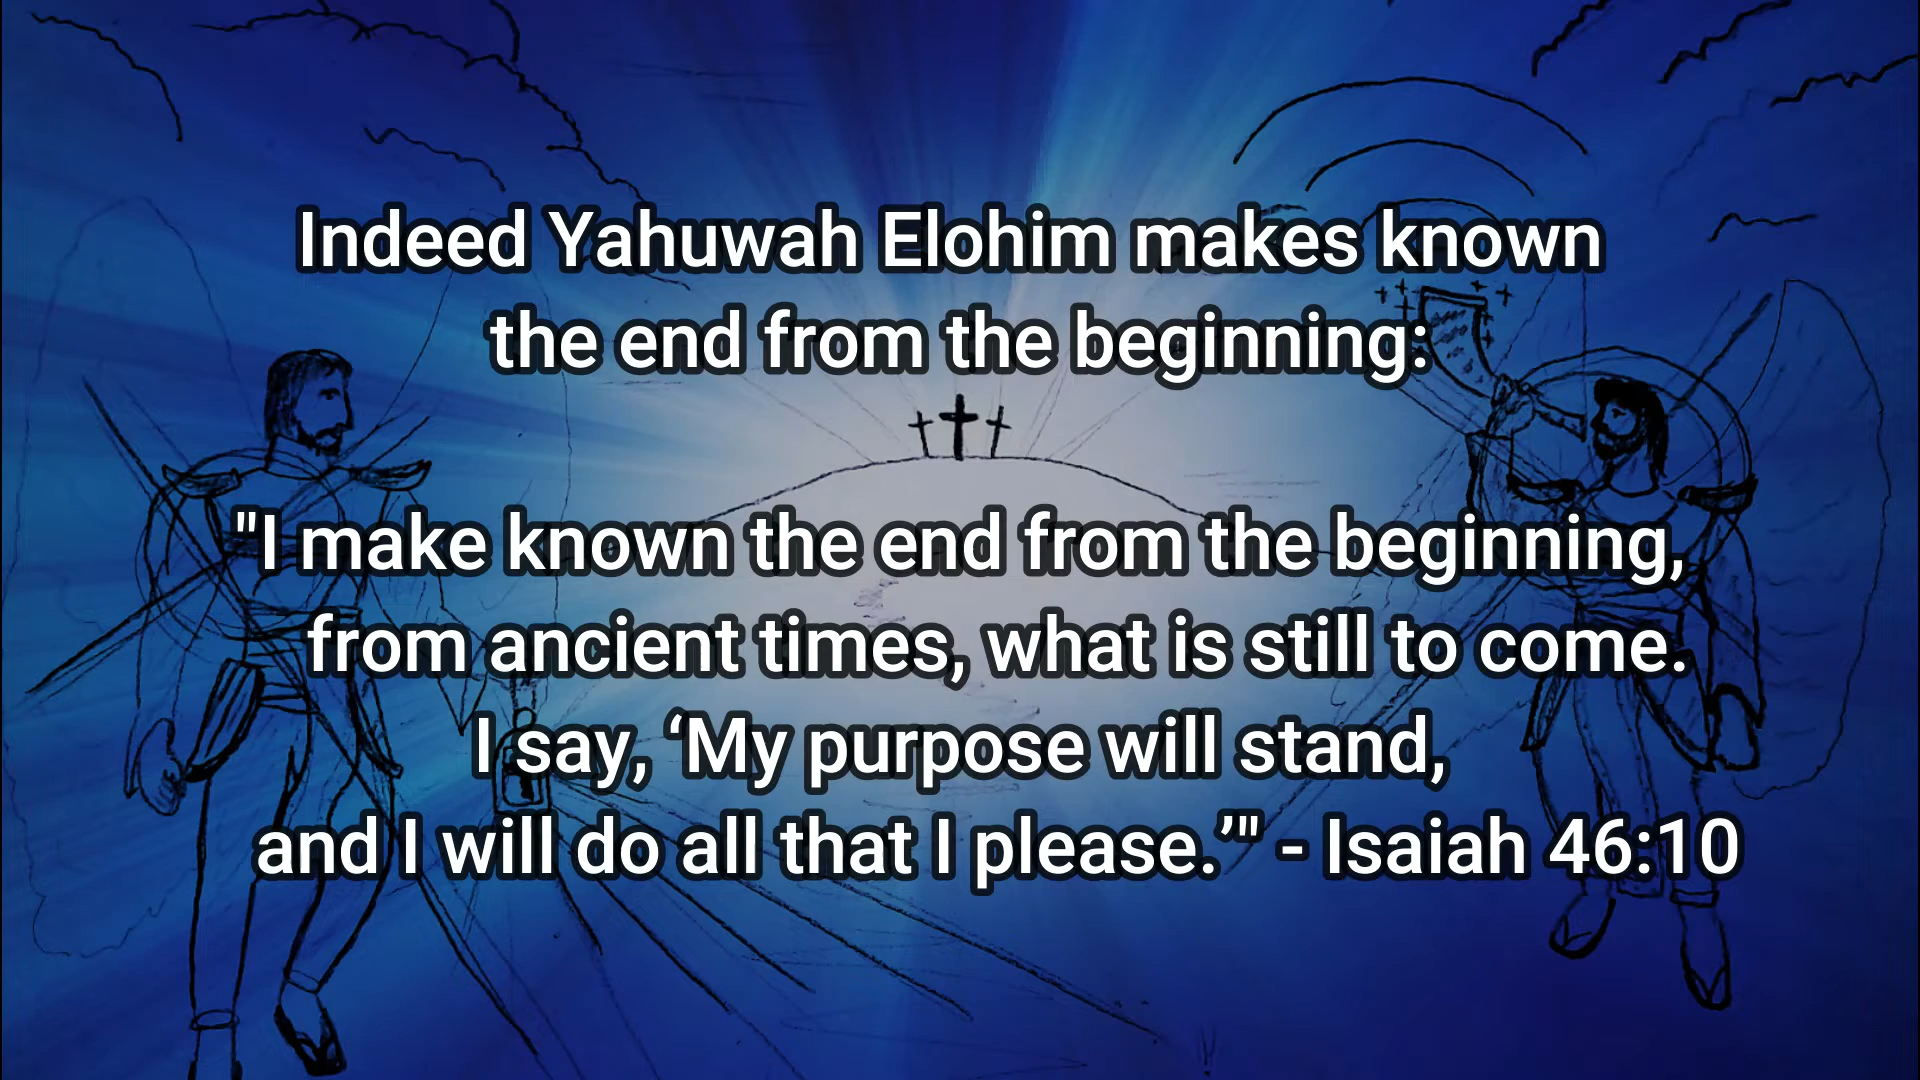 Indeed Yahuwah Elohim makes known
the end from the beginning:
"I make known the end from the beginning,
from ancient times, what is still to come.
I say, ‘My purpose will stand,
and I will do all that I please.’" - Isaiah 46:10